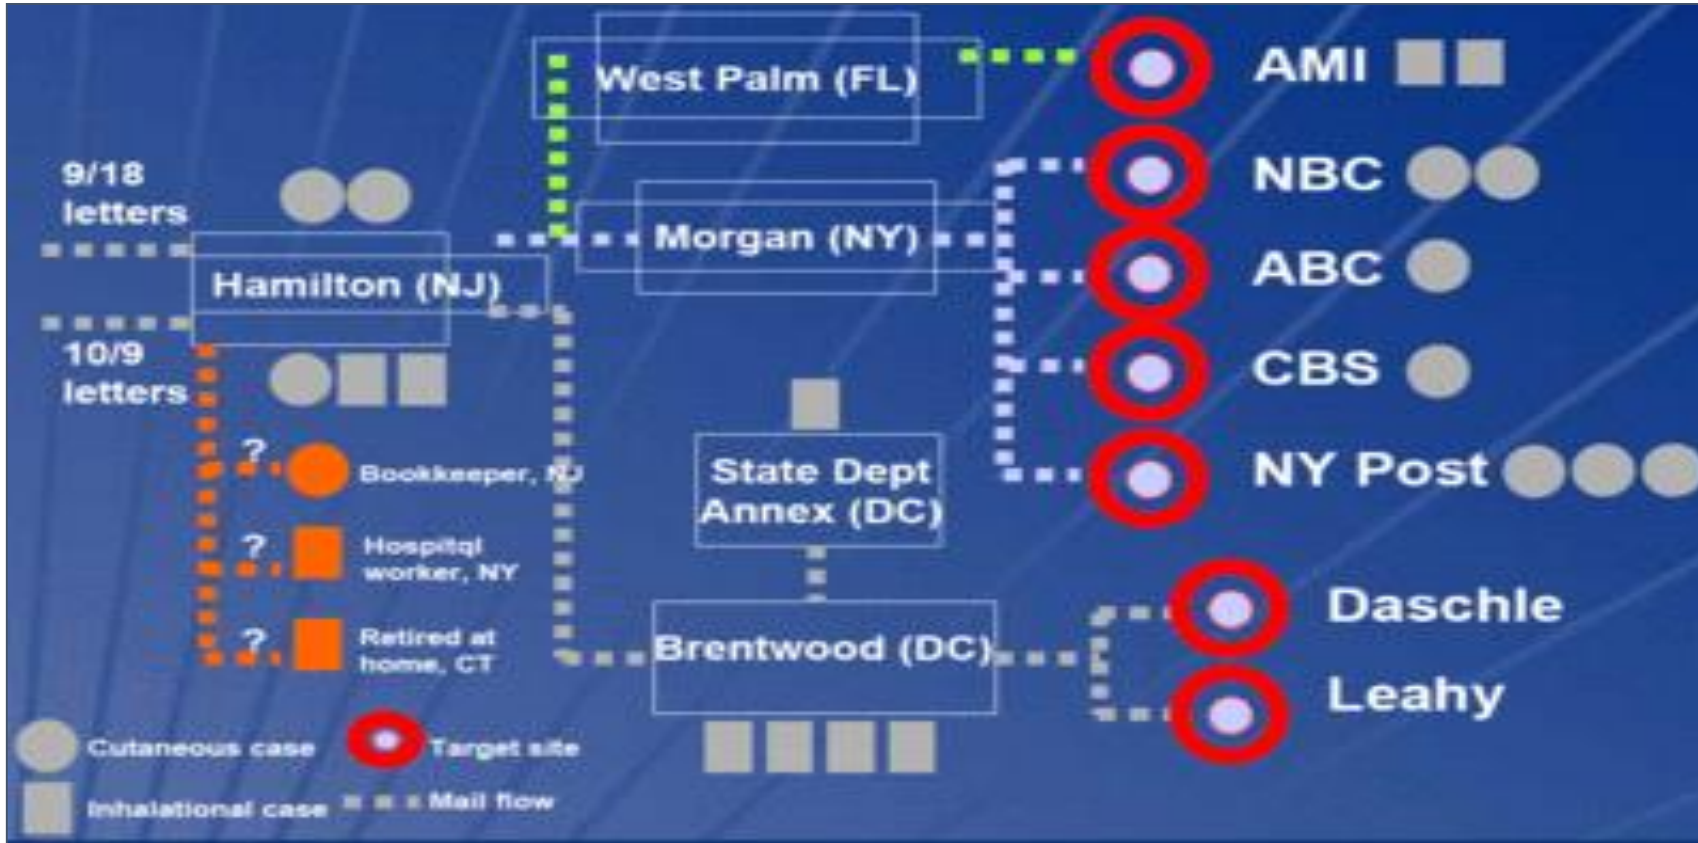 West Palm (FL)
AMI
9/18
letters
NBC
Morgan (NY)
ABC
Hamilton (NJ)
10/9
letters
CBS
?
Bookkeeper, NJ
State Dept
Annex (DC)
NY Post
?
Hospitql
worker, NY
?
Retired at
home, CT
Brentwood (DC)
Daschle
Leahy
Cutaneous case
Target site
Inhalational case
Mail flow